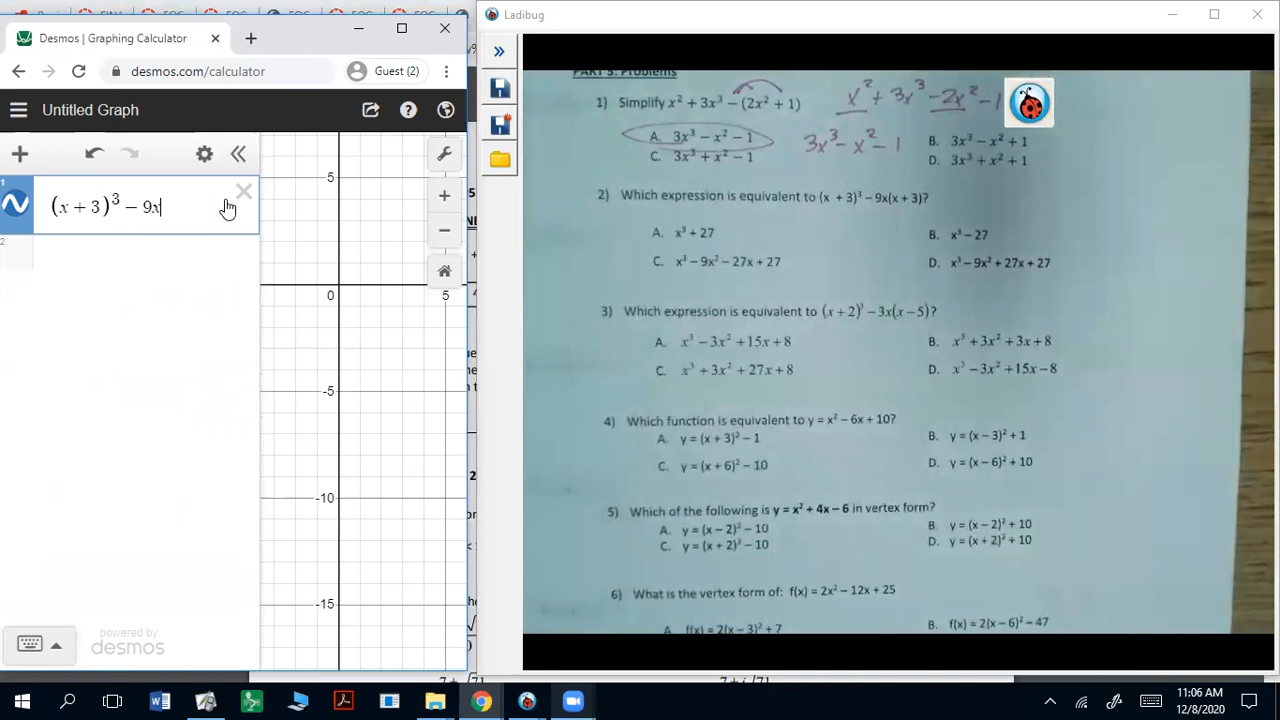 Desmos | Graphing Calculator
desmos.com/calculator
Guest (2)
Untitled Graph
1
(x + 3)³ − 9x
2
5
0
5
-5
-10
-15
powered by
desmos
Ladibug
PART 5: Problems
1) Simplify x² + 3x³ − (2x² + 1)
x² + 3x³ − 2x² − 1
A. 3x³ − x² − 1
3x³ − x² − 1
B. 3x³ − x² + 1
C. 3x³ + x² − 1
D. 3x³ + x² + 1
2) Which expression is equivalent to (x + 3)³ − 9x(x + 3)?
A. x³ + 27
B. x³ − 27
C. x³ − 9x² − 27x + 27
D. x³ − 9x² + 27x + 27
3) Which expression is equivalent to (x + 2)³ − 3x(x − 5)?
A. x³ − 3x² + 15x + 8
B. x³ + 3x² + 3x + 8
C. x³ + 3x² + 27x + 8
D. x³ − 3x² + 15x − 8
4) Which function is equivalent to y = x² − 6x + 10?
A. y = (x + 3)² − 1
B. y = (x − 3)² + 1
C. y = (x + 6)² − 10
D. y = (x − 6)² + 10
5) Which of the following is y = x² + 4x − 6 in vertex form?
A. y = (x − 2)² − 10
B. y = (x − 2)² + 10
C. y = (x + 2)² − 10
D. y = (x + 2)² + 10
6) What is the vertex form of: f(x) = 2x² − 12x + 25
A. f(x) = 2(x − 3)² + 7
B. f(x) = 2(x − 6)² − 47
11:06 AM
12/8/2020